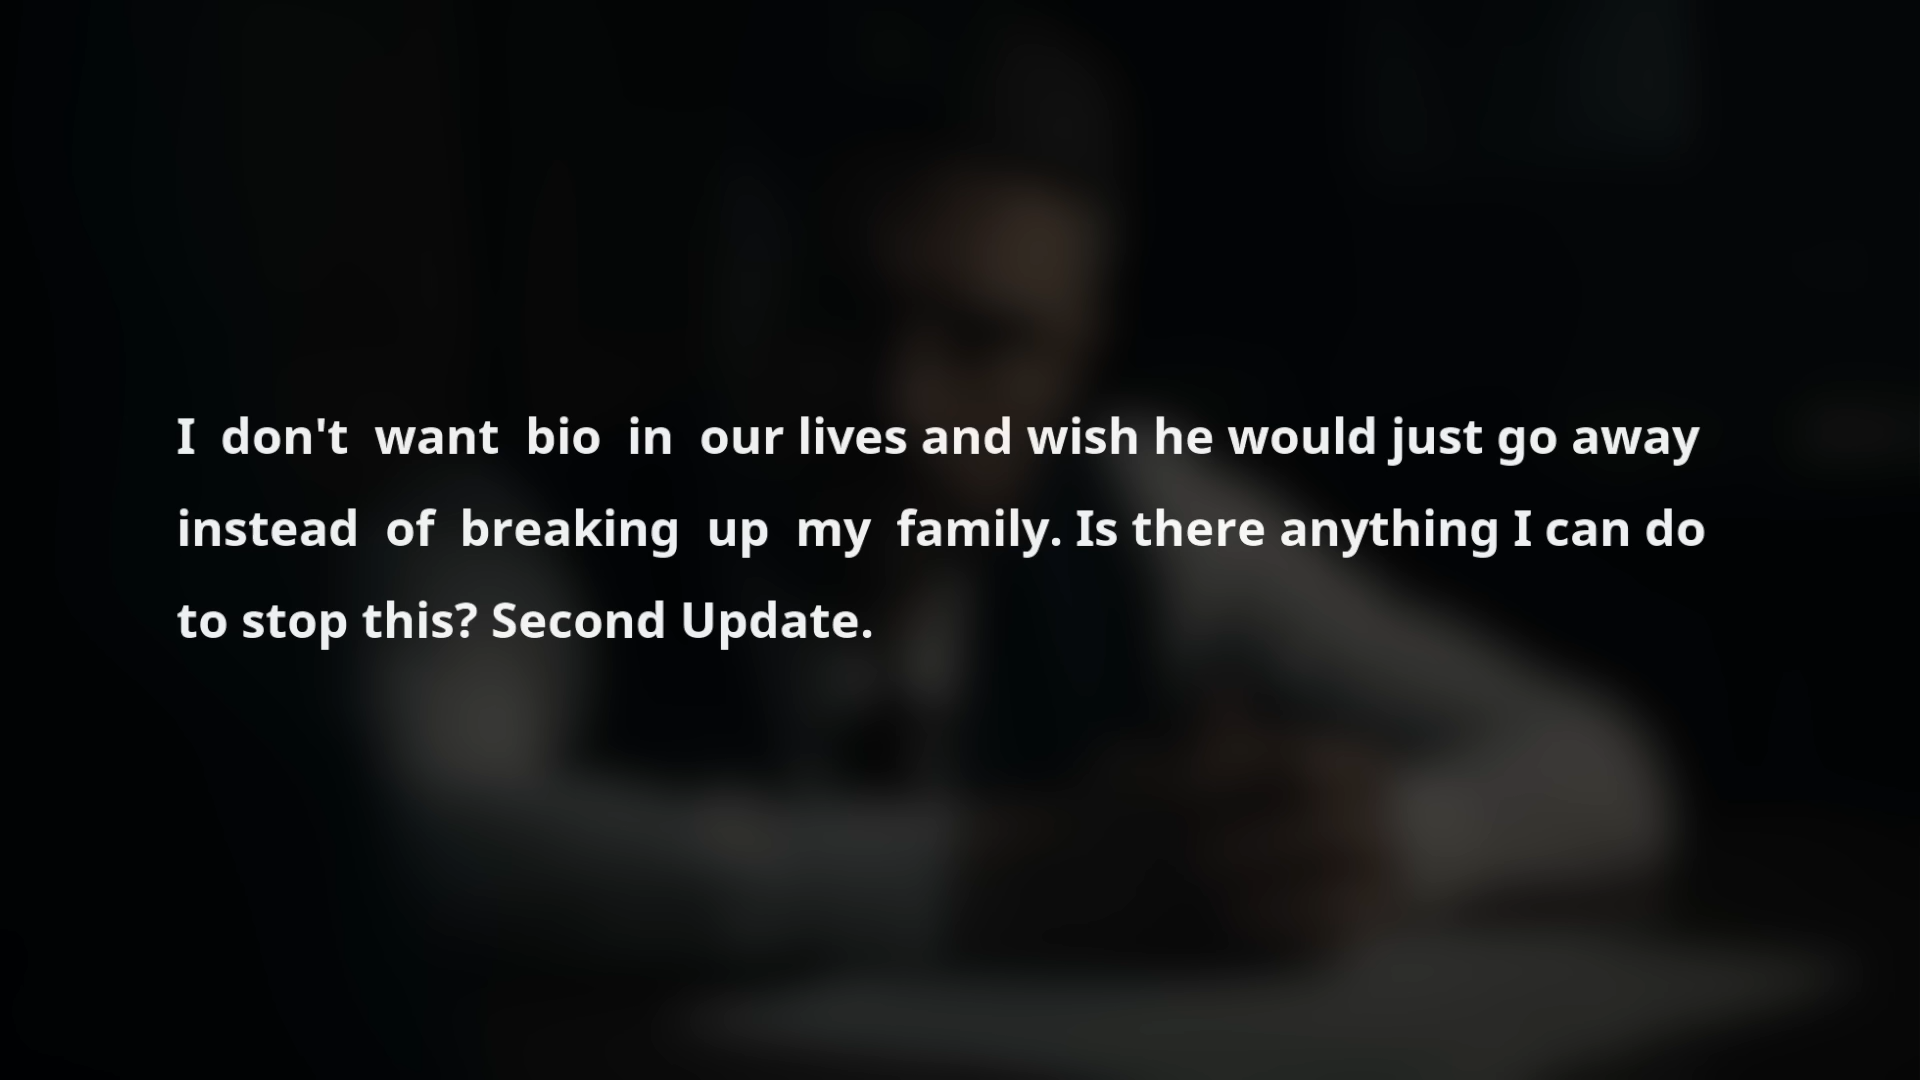 I don't want bio in our lives and wish he would just go away
instead of breaking up my family. Is there anything I can do
to stop this? Second Update.